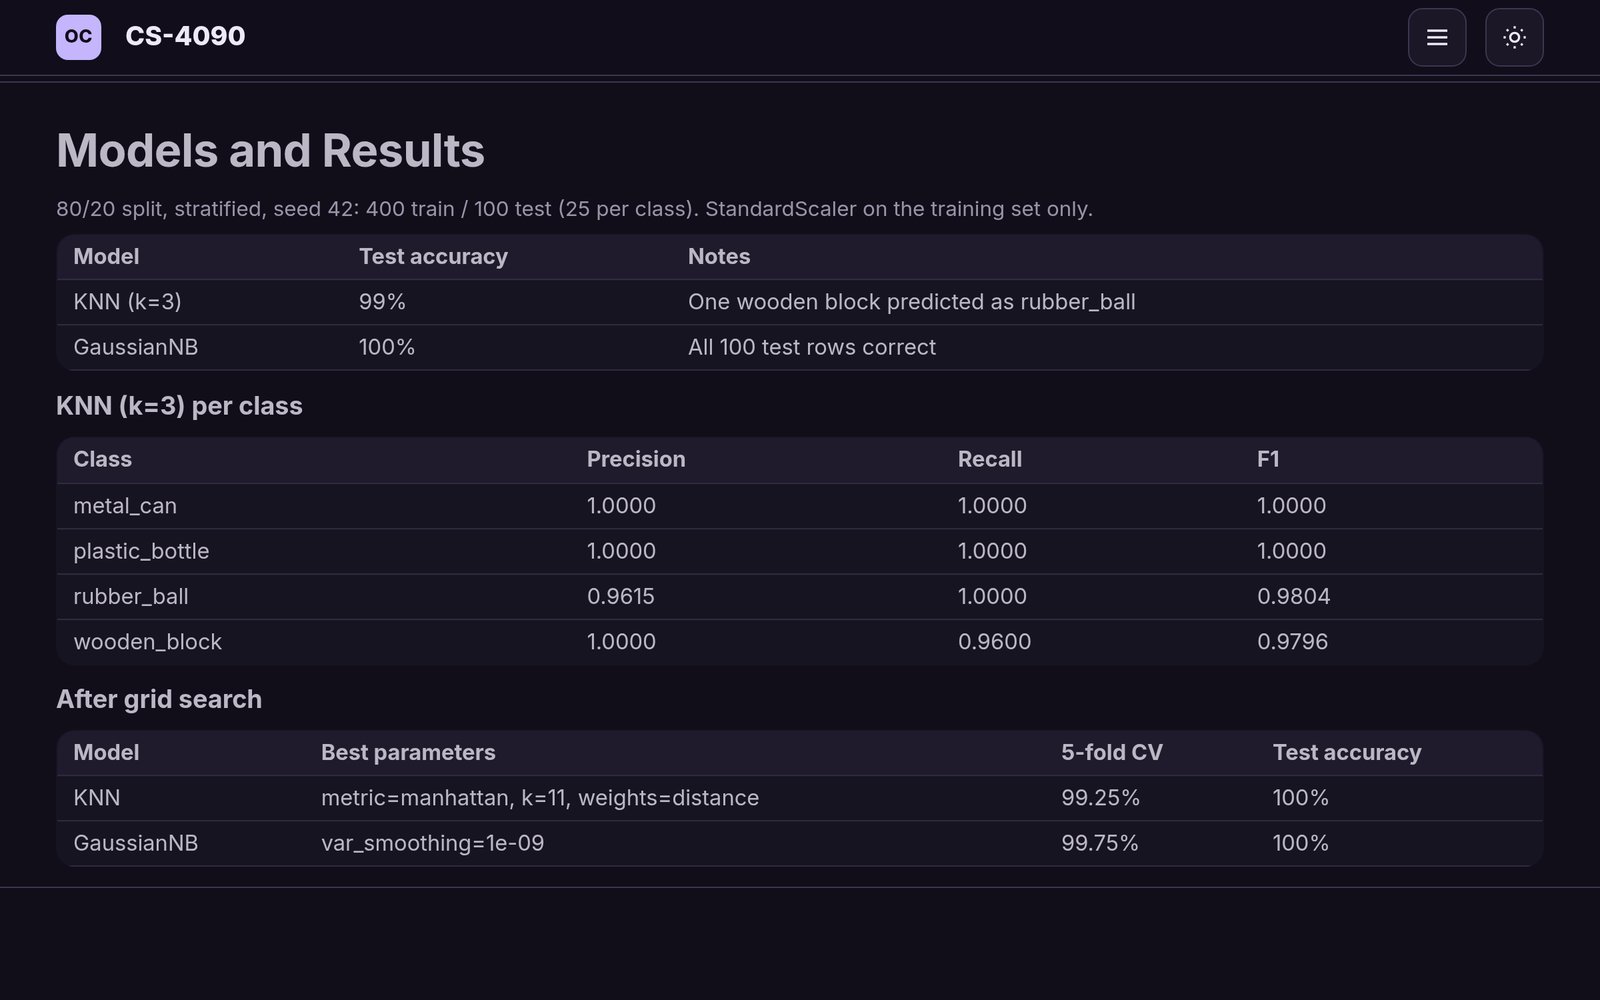 OC CS-4090
Models and Results
80/20 split, stratified, seed 42: 400 train / 100 test (25 per class). StandardScaler on the training set only.
Model Test accuracy Notes
KNN (k=3) 99% One wooden block predicted as rubber_ball
GaussianNB 100% All 100 test rows correct
KNN (k=3) per class
Class Precision Recall F1
metal_can 1.0000 1.0000 1.0000
plastic_bottle 1.0000 1.0000 1.0000
rubber_ball 0.9615 1.0000 0.9804
wooden_block 1.0000 0.9600 0.9796
After grid search
Model Best parameters 5-fold CV Test accuracy
KNN metric=manhattan, k=11, weights=distance 99.25% 100%
GaussianNB var_smoothing=1e-09 99.75% 100%